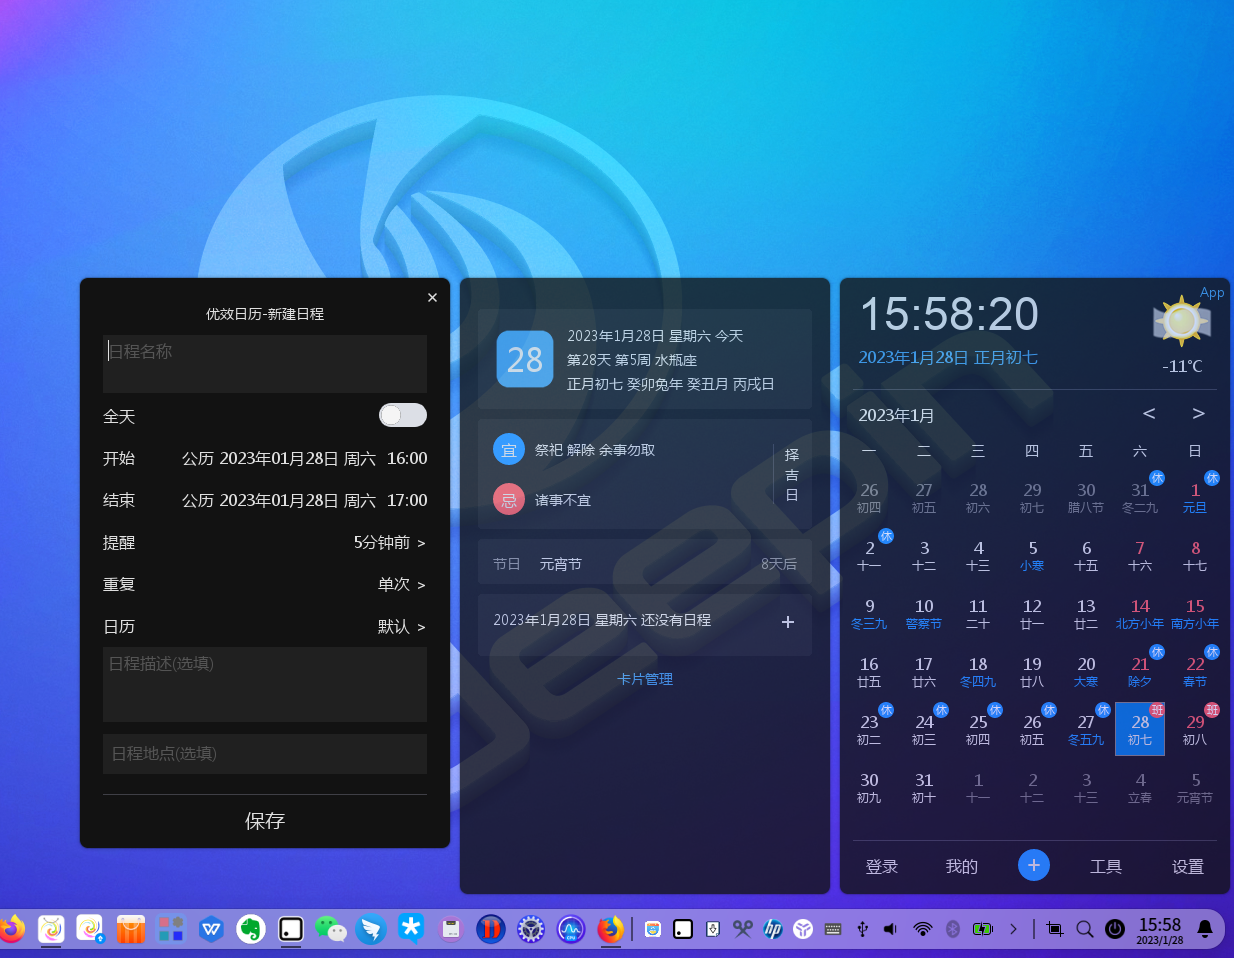 优效日历-新建日程
×
日程名称
全天
开始 公历 2023年01月28日 周六 16:00
结束 公历 2023年01月28日 周六 17:00
提醒 5分钟前 >
重复 单次 >
日历 默认 >
日程描述(选填)
日程地点(选填)
保存
28
2023年1月28日 星期六 今天
第28天 第5周 水瓶座
正月初七 癸卯兔年 癸丑月 丙戌日
宜 祭祀 解除 余事勿取
忌 诸事不宜
择吉日
节日 元宵节 8天后
2023年1月28日 星期六 还没有日程 +
卡片管理
deepin
15:58:20
2023年1月28日 正月初七
App
-11℃
2023年1月 < >
一 二 三 四 五 六 日
休 休
26 27 28 29 30 31 1
初四 初五 初六 初七 腊八节 冬二九 元旦
休
2 3 4 5 6 7 8
十一 十二 十三 小寒 十五 十六 十七
9 10 11 12 13 14 15
冬三九 警察节 二十 廿一 廿二 北方小年 南方小年
休 休
16 17 18 19 20 21 22
廿五 廿六 冬四九 廿八 大寒 除夕 春节
休 休 休 休 休 班 班
23 24 25 26 27 28 29
初二 初三 初四 初五 冬五九 初七 初八
30 31 1 2 3 4 5
初九 初十 十一 十二 十三 立春 元宵节
登录 我的 + 工具 设置
W
CPU
hp
15:58
2023/1/28